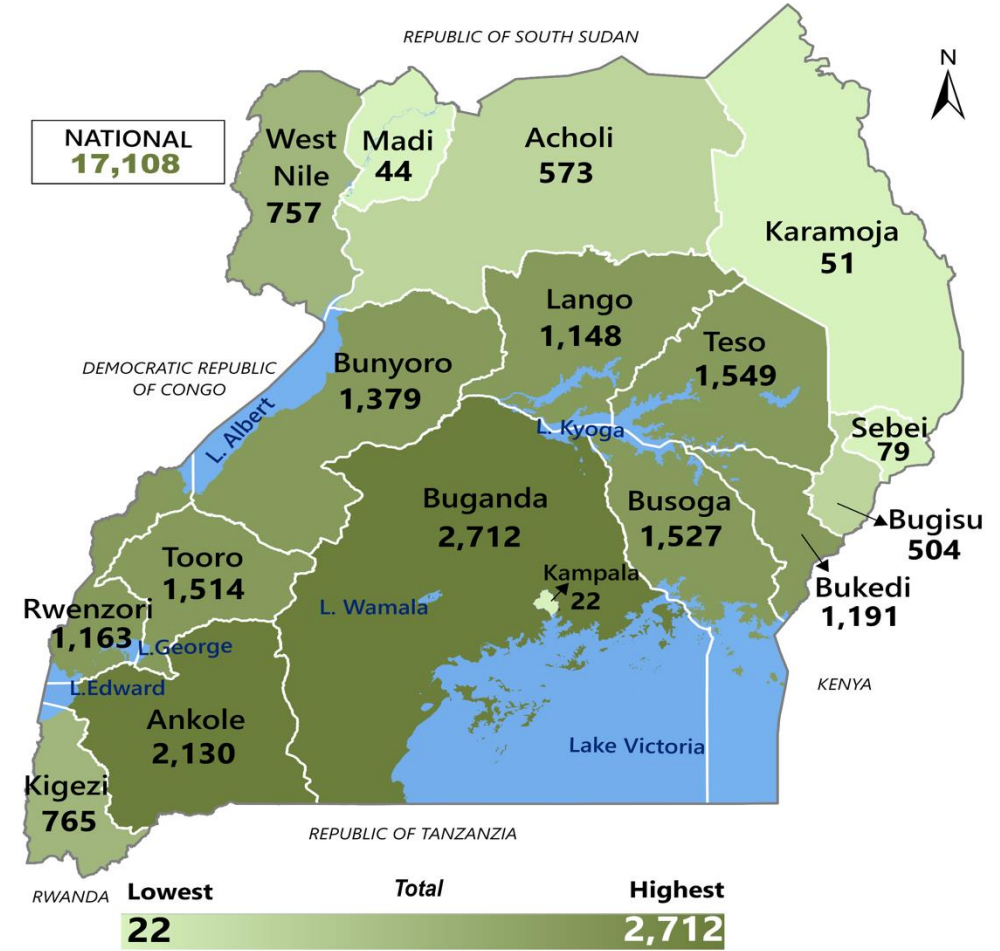 REPUBLIC OF SOUTH SUDAN
N
NATIONAL
17,108
West
Nile
757
Madi
44
Acholi
573
Karamoja
51
Lango
1,148
Teso
1,549
DEMOCRATIC REPUBLIC
OF CONGO
Bunyoro
1,379
L. Albert
L. Kyoga
Sebei
79
Buganda
2,712
Busoga
1,527
Bugisu
504
Tooro
1,514
Kampala
22
Bukedi
1,191
Rwenzori
1,163
L. Wamala
L.George
L.Edward
KENYA
Ankole
2,130
Lake Victoria
Kigezi
765
REPUBLIC OF TANZANZIA
RWANDA
Lowest
Total
Highest
22
2,712